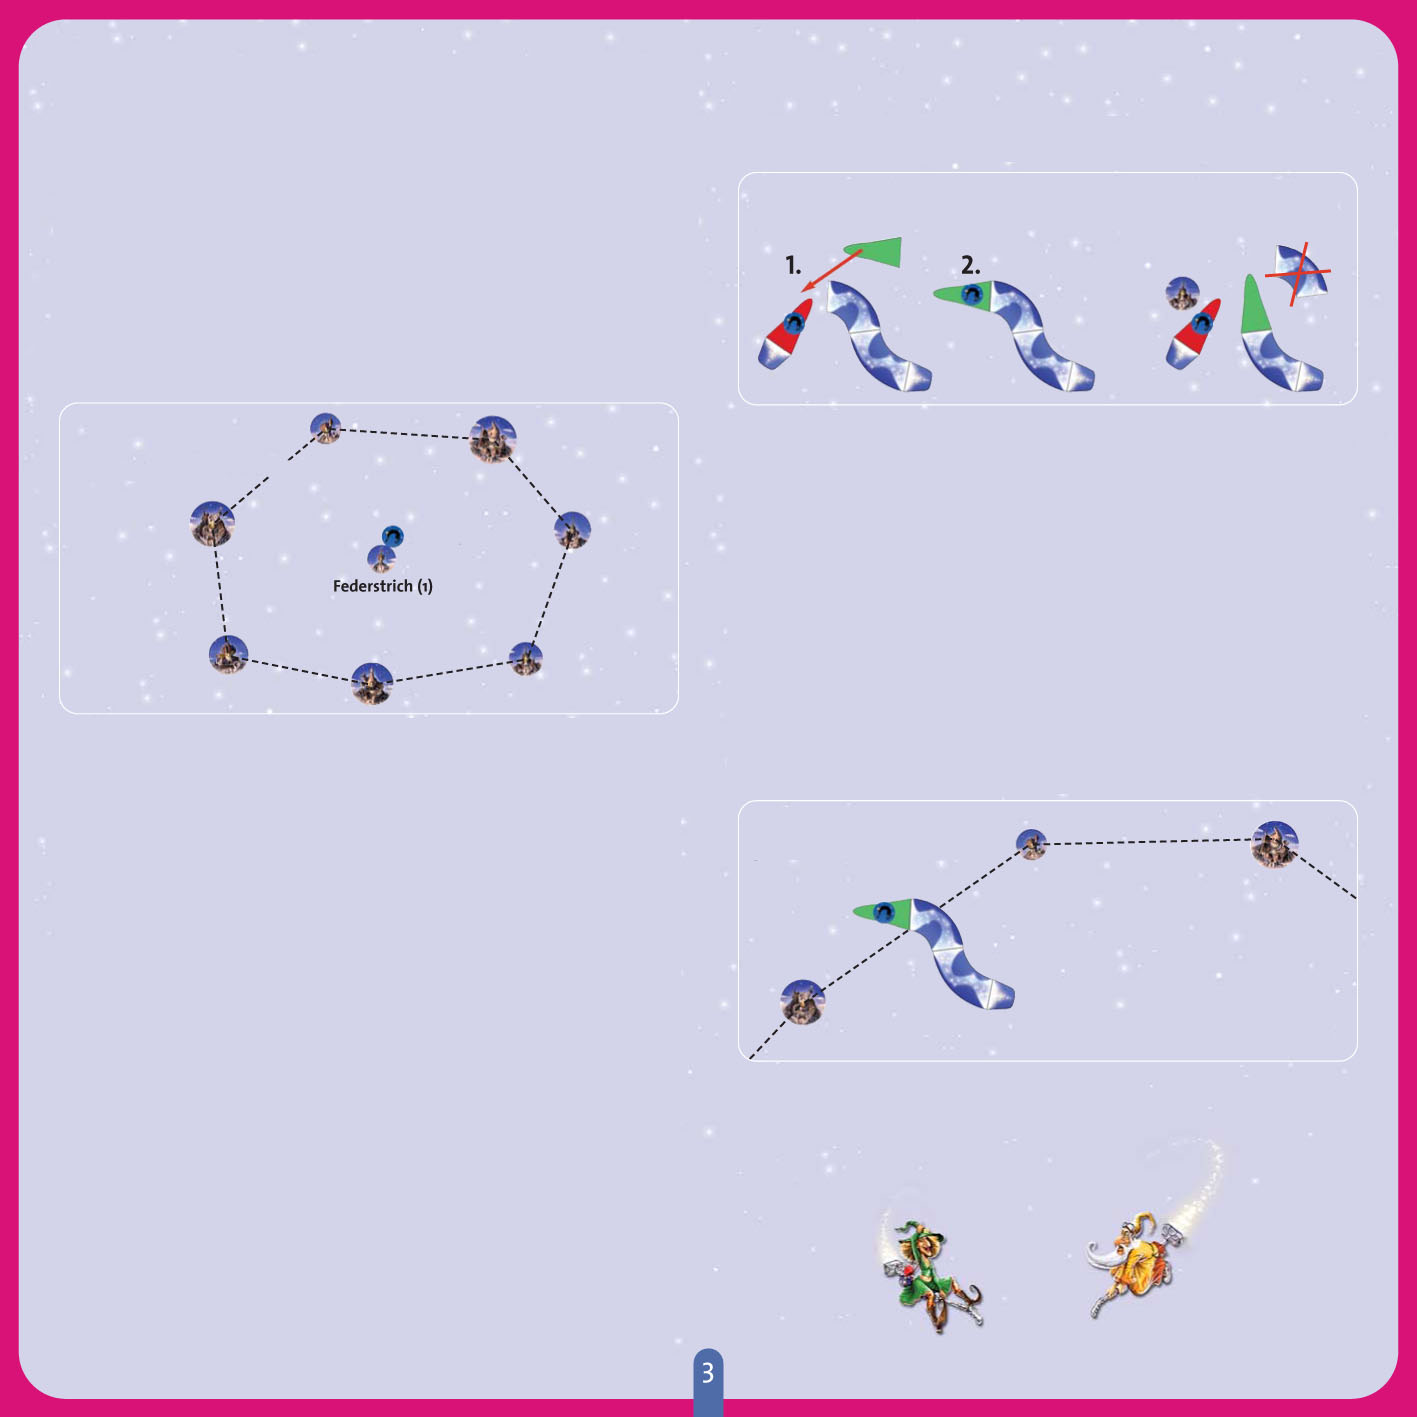 Federstrich (1)
1.
2.
3